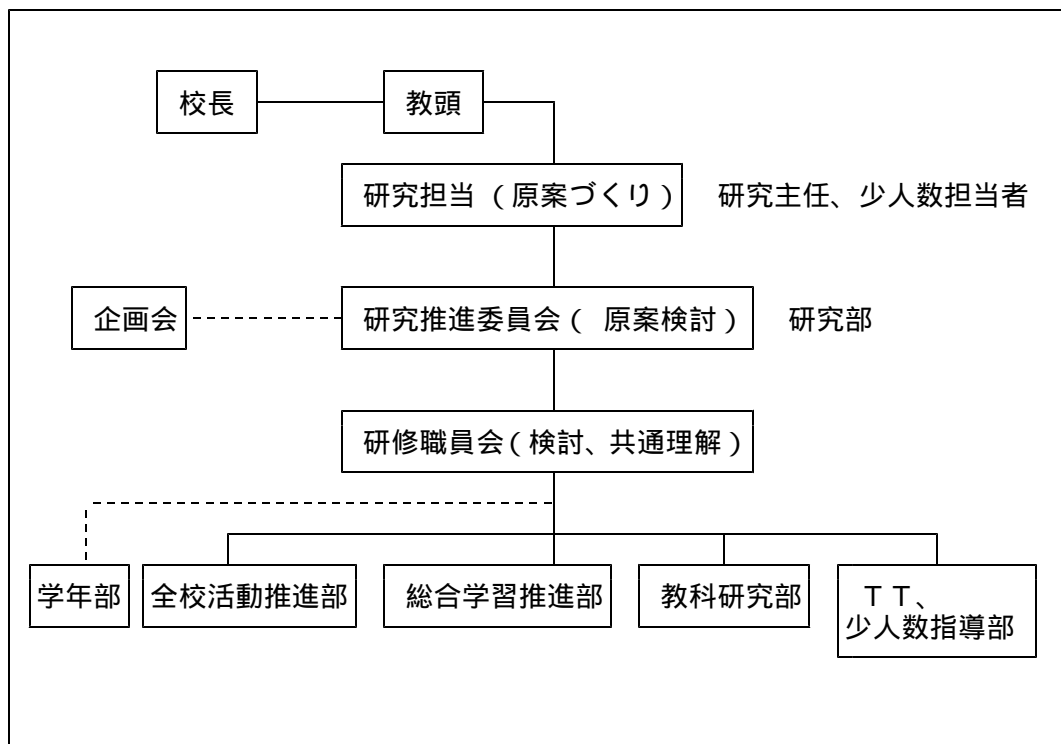 校長
教頭
研究担当（原案づくり）
研究主任、少人数担当者
企画会
研究推進委員会（ 原案検討）
研究部
研修職員会（検討、共通理解）
学年部
全校活動推進部
総合学習推進部
教科研究部
ＴＴ、
少人数指導部